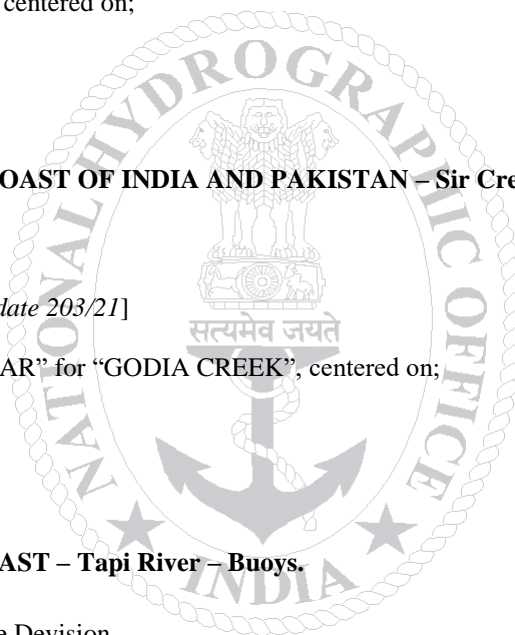 centered on;
OAST OF INDIA AND PAKISTAN – Sir Cre
date 203/21]
सत्यमेव जयते
AR” for “GODIA CREEK”, centered on;
AST – Tapi River – Buoys.
e Devision
NATIONAL HYDROGRAPHIC OFFICE
INDIA